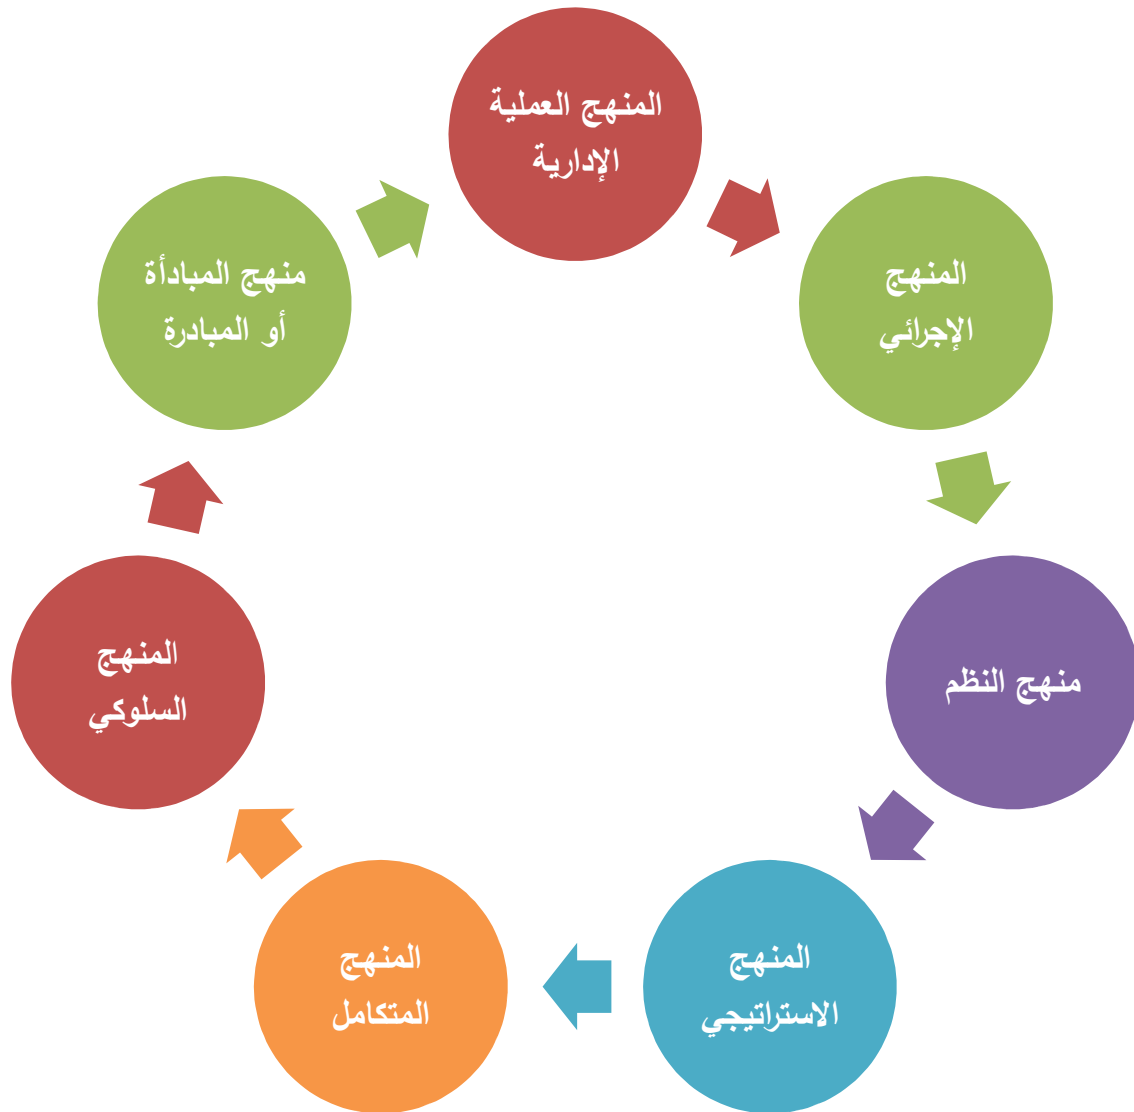 المنهج العملية
الإدارية
المنهج
الإجرائي
منهج النظم
المنهج
الاستراتيجي
المنهج
المتكامل
المنهج
السلوكي
منهج المبادأة
أو المبادرة